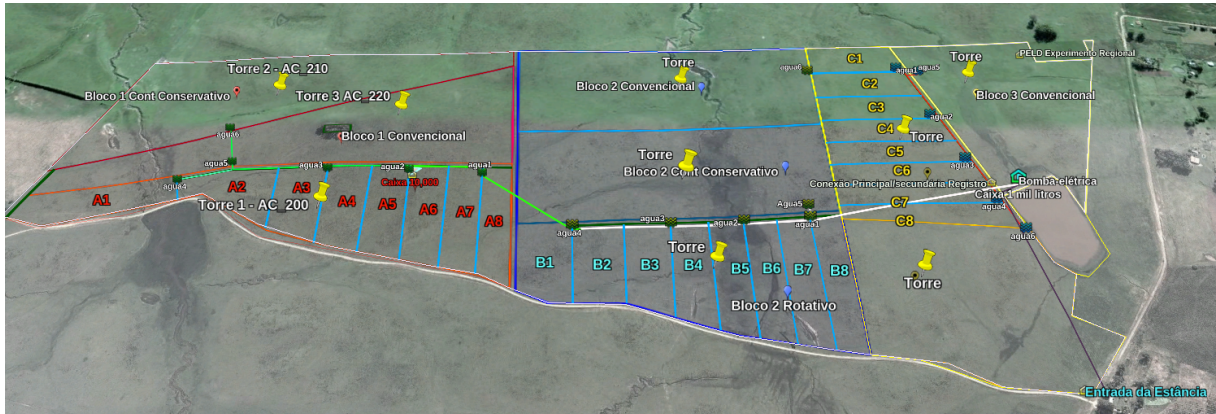 Torre 2 - AC_210
Torre 3 AC_220
Bloco 1 Cont Conservativo
Bloco 1 Convencional
agua6
agua5
agua4
agua3
agua2
agua1
Caixa 10,000
A1
A2
A3
A4
A5
A6
A7
A8
Torre 1 - AC_200
Torre
Bloco 2 Convencional
Torre
Bloco 2 Cont Conservativo
agua4
agua3
agua2
Agua5
agua1
Torre
B1
B2
B3
B4
B5
B6
B7
B8
Bloco 2 Rotativo
agua6
C1
C2
C3
C4
C5
C6
C7
C8
agua1
agua5
agua2
agua3
agua4
agua6
Torre
PELD Experimento Regional
Bloco 3 Convencional
Torre
Conexão Principal/secundaria Registro
Bomba elétrica
Caixa 1 mil litros
Torre
Entrada da Estância